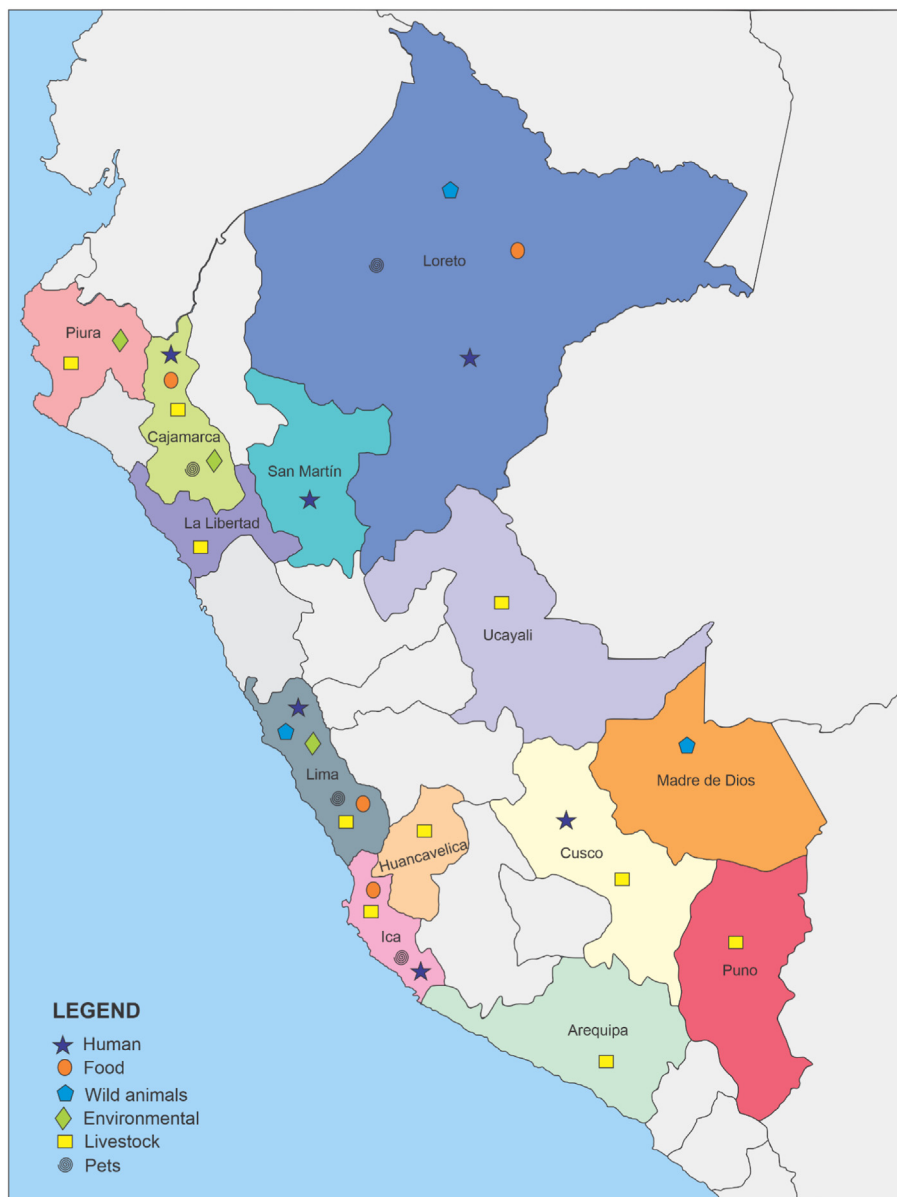 Loreto
Piura
Cajamarca
San Martín
La Libertad
Ucayali
Lima
Madre de Dios
Huancavelica
Cusco
Ica
Puno
Arequipa
LEGEND
Human
Food
Wild animals
Environmental
Livestock
Pets